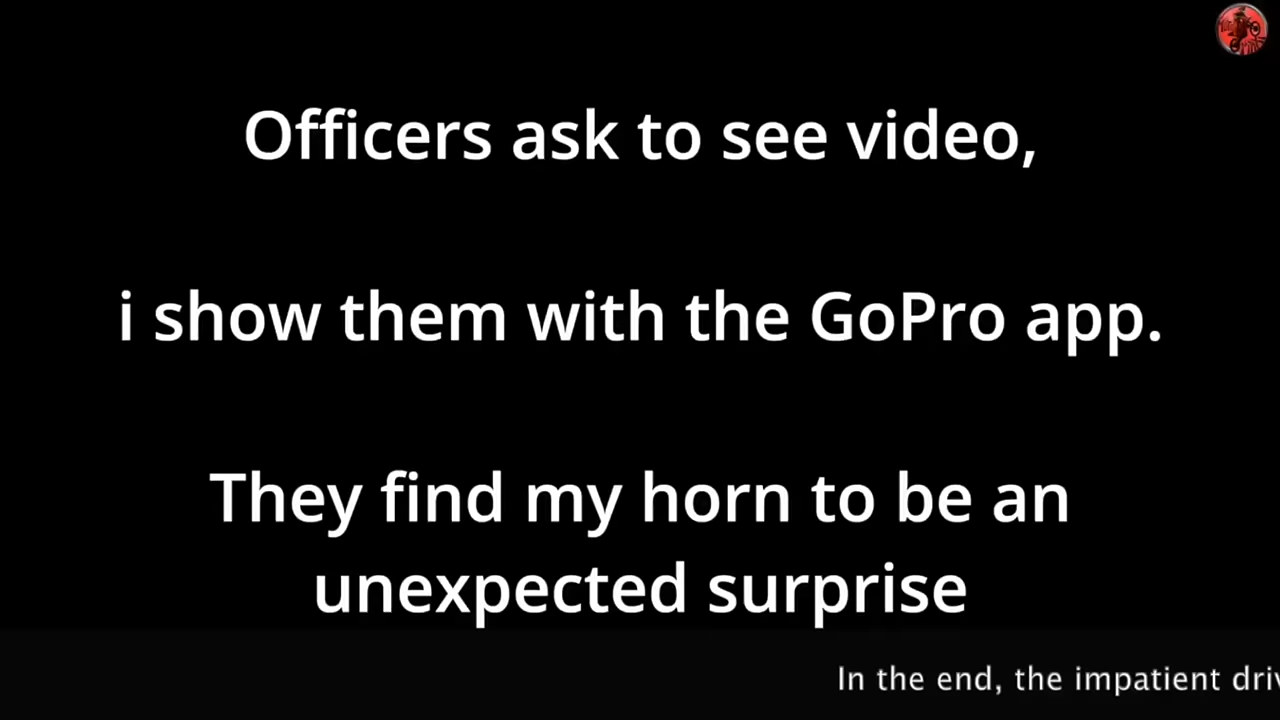 Officers ask to see video,
i show them with the GoPro app.
They find my horn to be an
unexpected surprise
In the end, the impatient